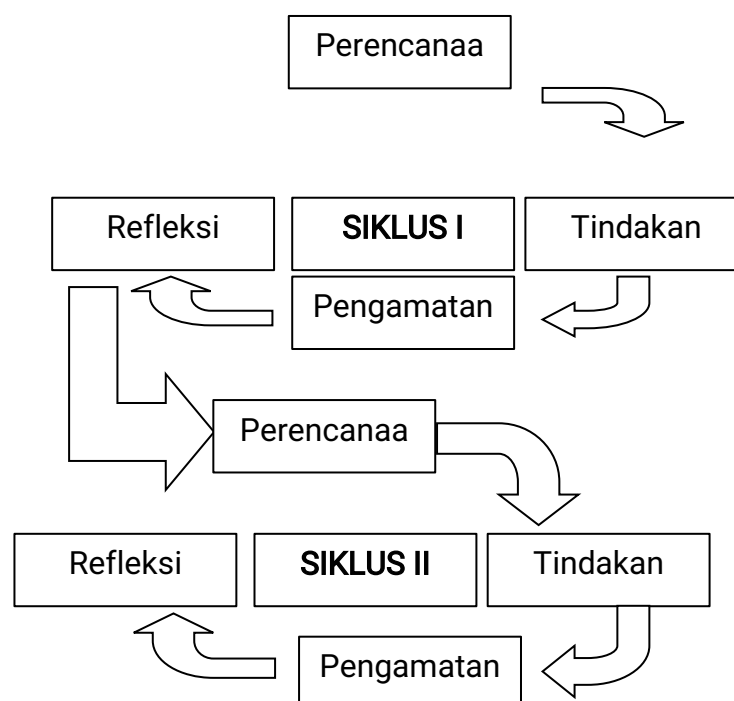 Perencanaa
Refleksi
SIKLUS I
Tindakan
Pengamatan
Perencanaa
Refleksi
SIKLUS II
Tindakan
Pengamatan